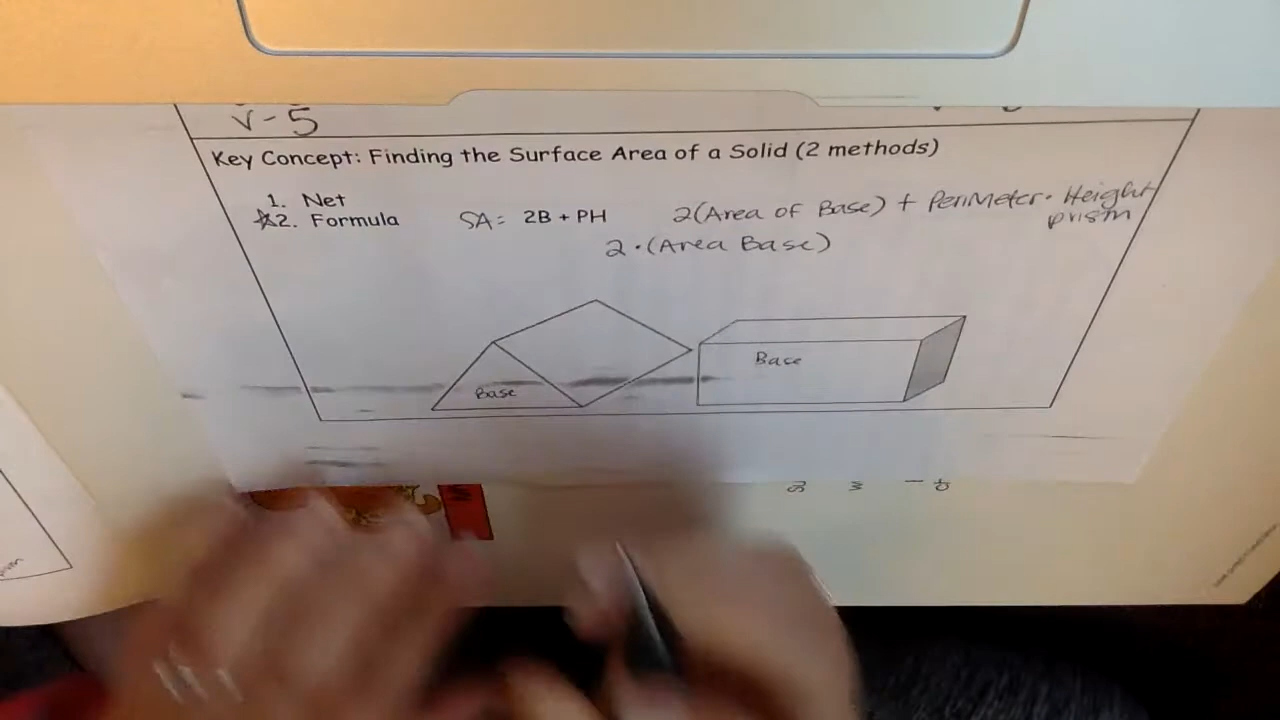 v-5
Key Concept: Finding the Surface Area of a Solid (2 methods)
1. Net
☆2. Formula SA= 2B + PH 2(Area of Base) + Perimeter · Height prism
2·(Area Base)
Base
Base